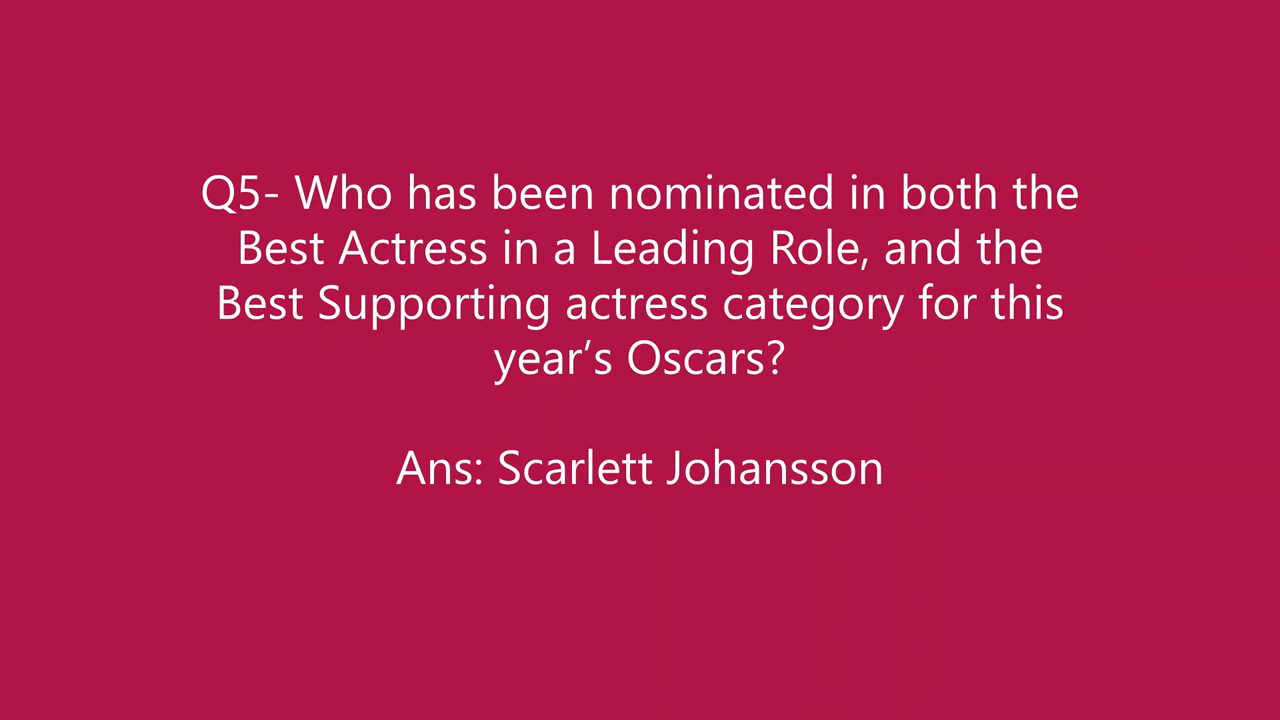 Q5- Who has been nominated in both the
Best Actress in a Leading Role, and the
Best Supporting actress category for this
year’s Oscars?
Ans: Scarlett Johansson